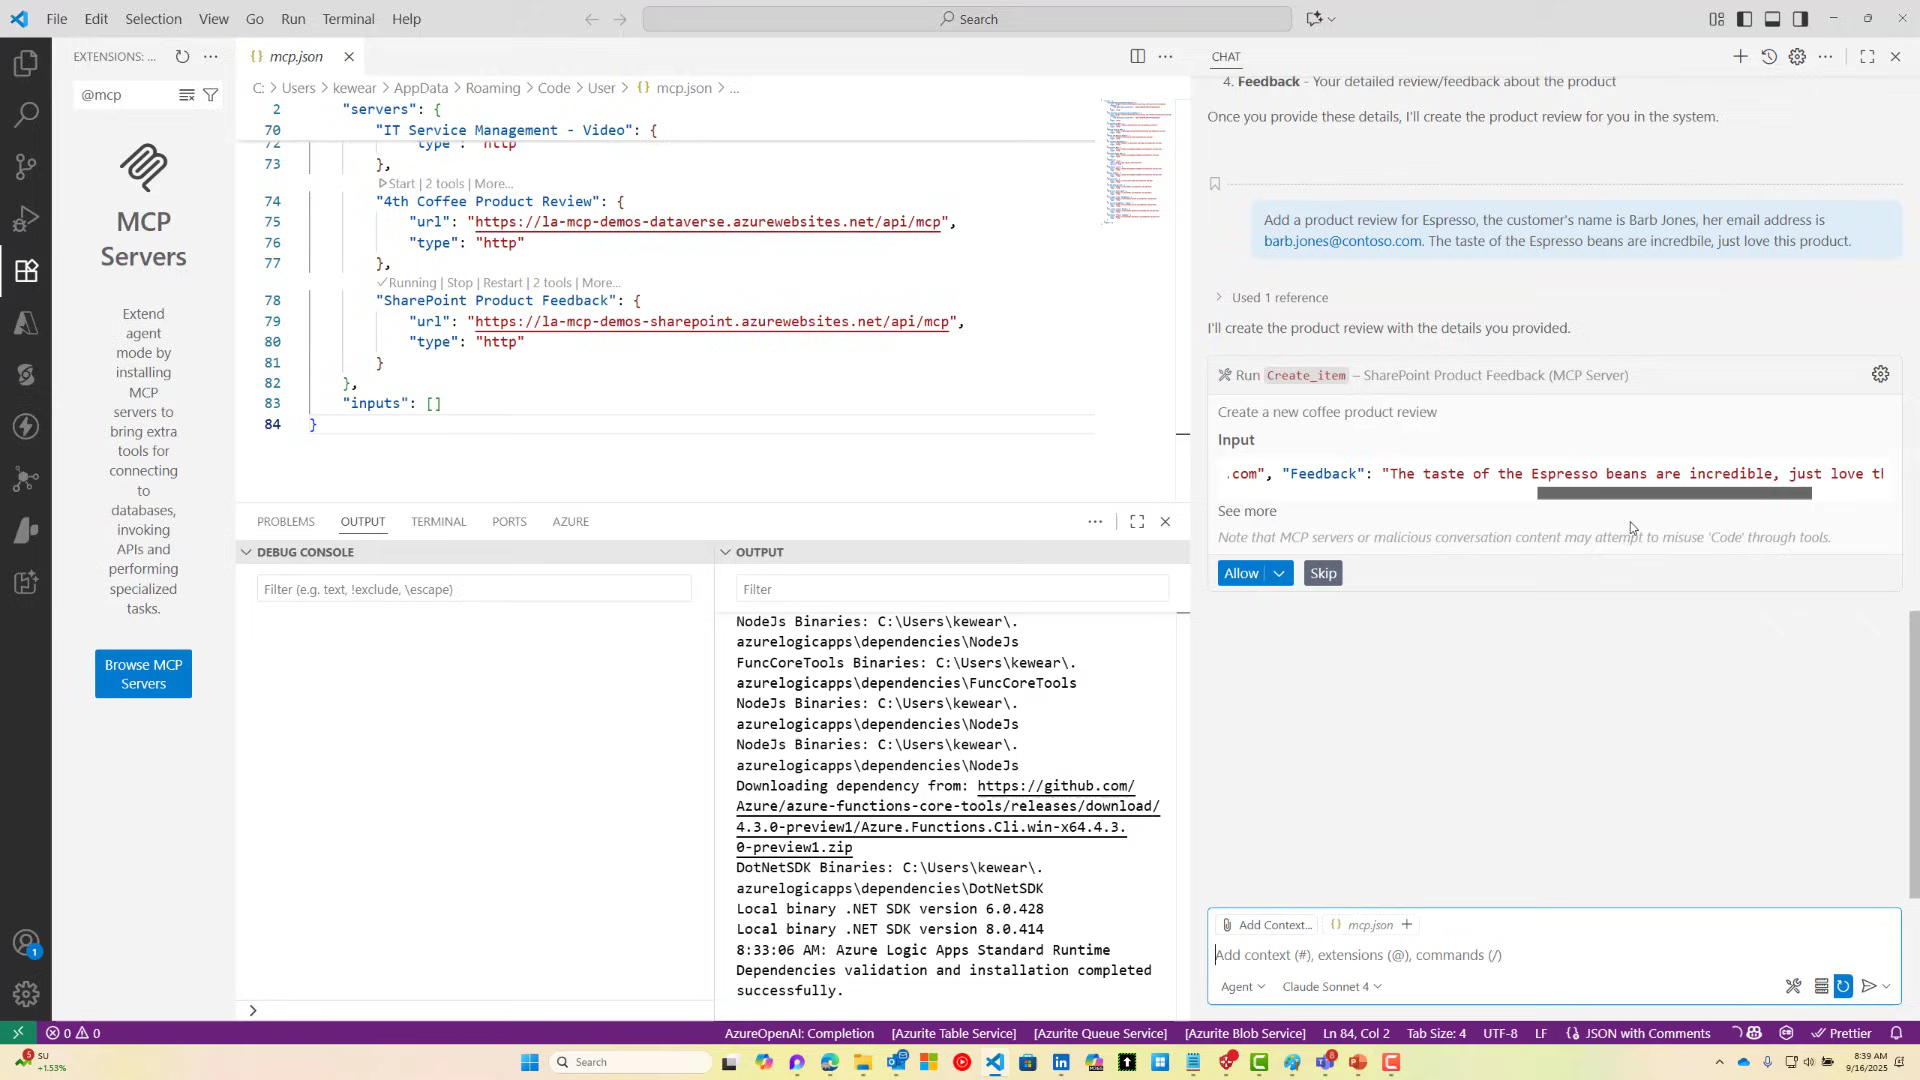 File Edit Selection View Go Run Terminal Help
Search
EXTENSIONS: ...
@mcp
MCP
Servers
Extend
agent
mode by
installing
MCP
servers to
bring extra
tools for
connecting
to
databases,
invoking
APIs and
performing
specialized
tasks.
Browse MCP
Servers
1
{} mcp.json
C: > Users > kewear > AppData > Roaming > Code > User > {} mcp.json > ...
2 "servers": {
70 "IT Service Management - Video": {
72 "type": "http"
73 },
Start | 2 tools | More...
74 "4th Coffee Product Review": {
75 "url": "https://la-mcp-demos-dataverse.azurewebsites.net/api/mcp",
76 "type": "http"
77 },
✓Running | Stop | Restart | 2 tools | More...
78 "SharePoint Product Feedback": {
79 "url": "https://la-mcp-demos-sharepoint.azurewebsites.net/api/mcp",
80 "type": "http"
81 }
82 },
83 "inputs": []
84 }
PROBLEMS OUTPUT TERMINAL PORTS AZURE
DEBUG CONSOLE
Filter (e.g. text, !exclude, \escape)
OUTPUT
Filter
NodeJs Binaries: C:\Users\kewear\.
azurelogicapps\dependencies\NodeJs
FuncCoreTools Binaries: C:\Users\kewear\.
azurelogicapps\dependencies\FuncCoreTools
NodeJs Binaries: C:\Users\kewear\.
azurelogicapps\dependencies\NodeJs
NodeJs Binaries: C:\Users\kewear\.
azurelogicapps\dependencies\NodeJs
Downloading dependency from: https://github.com/
Azure/azure-functions-core-tools/releases/download/
4.3.0-preview1/Azure.Functions.Cli.win-x64.4.3.
0-preview1.zip
DotNetSDK Binaries: C:\Users\kewear\.
azurelogicapps\dependencies\DotNetSDK
Local binary .NET SDK version 6.0.428
Local binary .NET SDK version 8.0.414
8:33:06 AM: Azure Logic Apps Standard Runtime
Dependencies validation and installation completed
successfully.
CHAT
4. Feedback - Your detailed review/feedback about the product
Once you provide these details, I'll create the product review for you in the system.
Add a product review for Espresso, the customer's name is Barb Jones, her email address is
barb.jones@contoso.com. The taste of the Espresso beans are incredbile, just love this product.
Used 1 reference
I'll create the product review with the details you provided.
Run Create_item – SharePoint Product Feedback (MCP Server)
Create a new coffee product review
Input
.com", "Feedback": "The taste of the Espresso beans are incredible, just love th
See more
Note that MCP servers or malicious conversation content may attempt to misuse 'Code' through tools.
Allow Skip
Add Context... {} mcp.json +
Add context (#), extensions (@), commands (/)
Agent Claude Sonnet 4
0 0 AzureOpenAI: Completion [Azurite Table Service] [Azurite Queue Service] [Azurite Blob Service] Ln 84, Col 2 Tab Size: 4 UTF-8 LF {} JSON with Comments Prettier
5 SU
+1.53%
Search
8
8:39 AM
9/16/2025